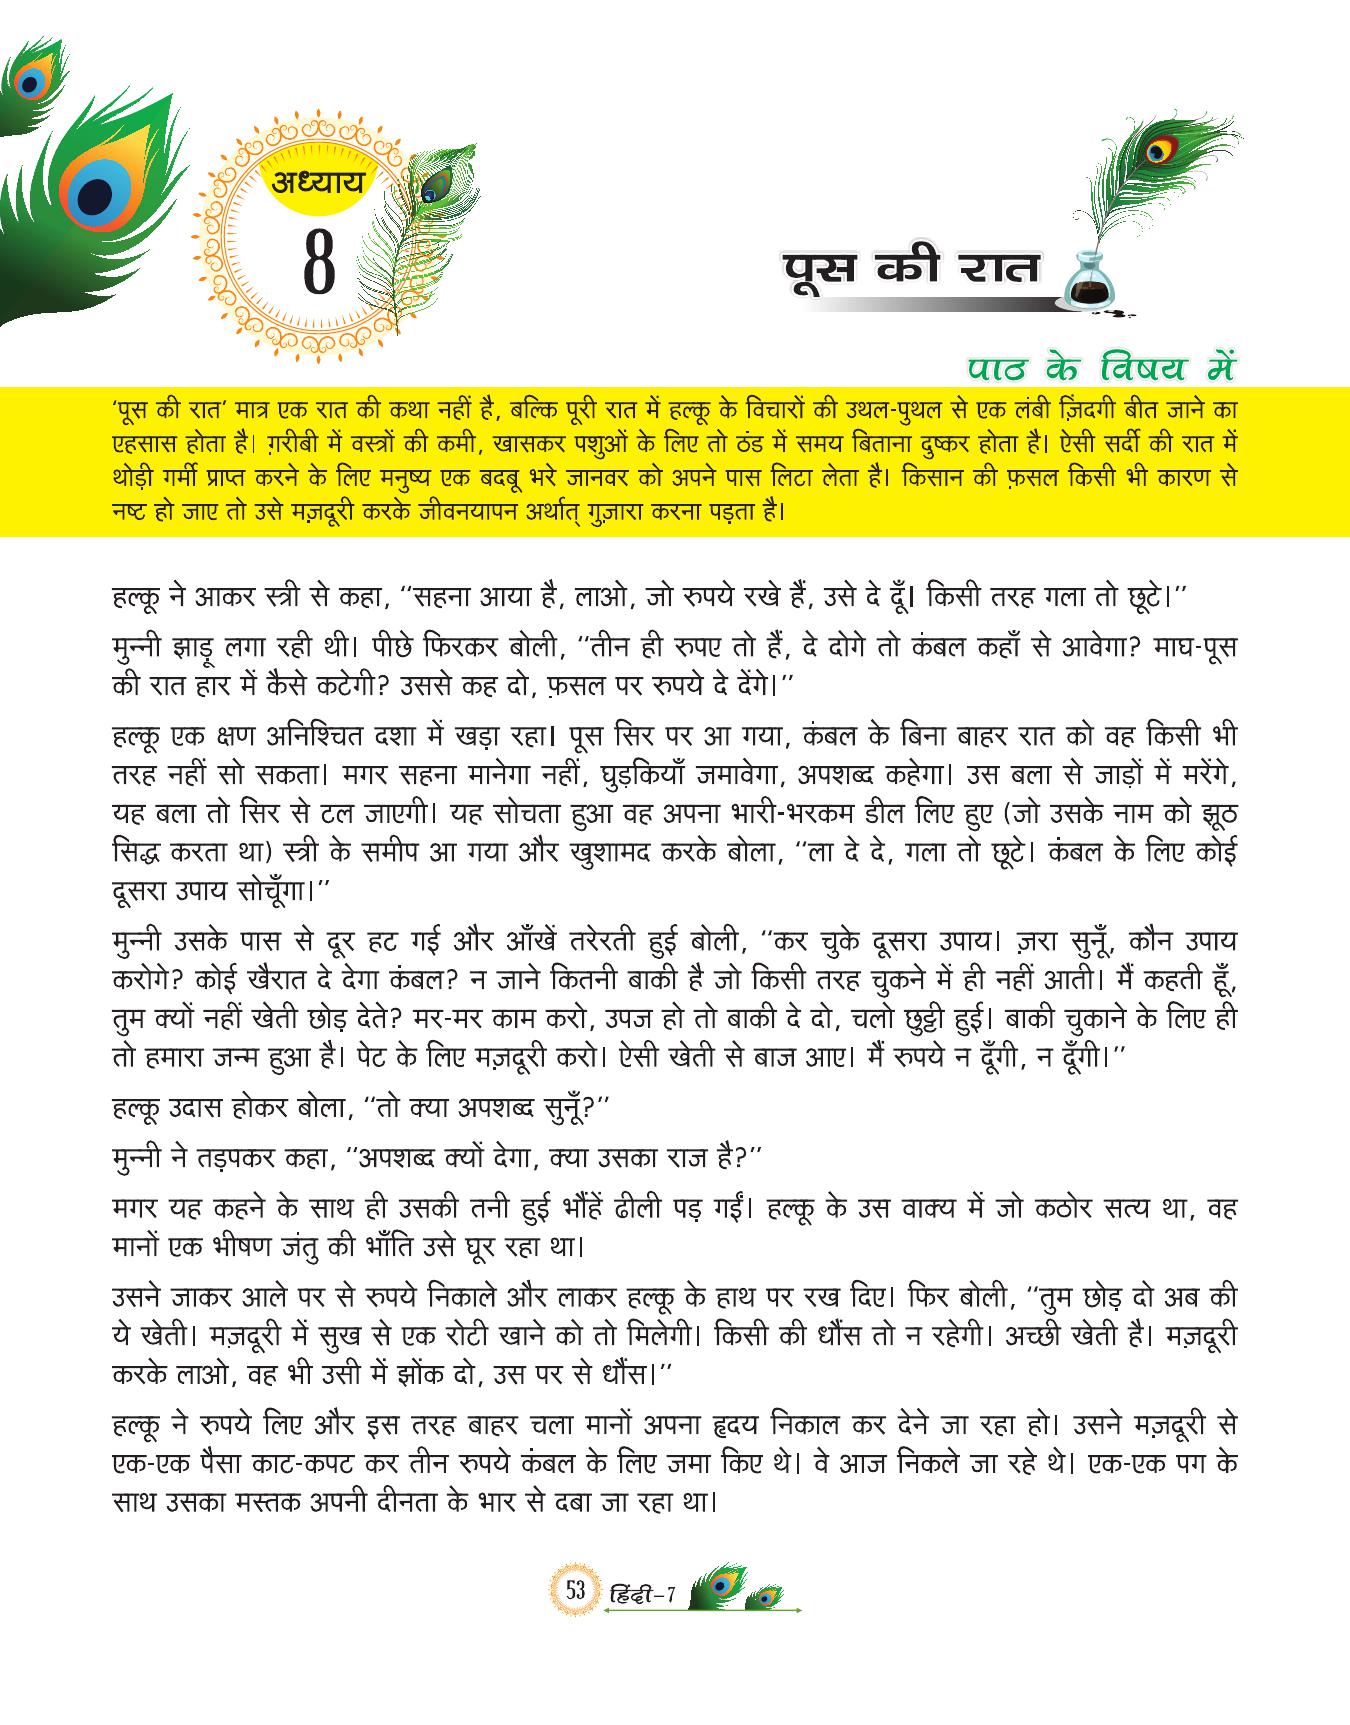 अध्याय
8
पूस की रात
पाठ के विषय में
‘पूस की रात’ मात्र एक रात की कथा नहीं है, बल्कि पूरी रात में हल्कू के विचारों की उथल-पुथल से एक लंबी ज़िंदगी बीत जाने का
एहसास होता है। ग़रीबी में वस्त्रों की कमी, खासकर पशुओं के लिए तो ठंड में समय बिताना दुष्कर होता है। ऐसी सर्दी की रात में
थोड़ी गर्मी प्राप्त करने के लिए मनुष्य एक बदबू भरे जानवर को अपने पास लिटा लेता है। किसान की फ़सल किसी भी कारण से
नष्ट हो जाए तो उसे मज़दूरी करके जीवनयापन अर्थात् गुज़ारा करना पड़ता है।
हल्कू ने आकर स्त्री से कहा, ‘‘सहना आया है, लाओ, जो रुपये रखे हैं, उसे दे दूँ। किसी तरह गला तो छूटे।’’
मुन्नी झाड़ू लगा रही थी। पीछे फिरकर बोली, ‘‘तीन ही रुपए तो हैं, दे दोगे तो कंबल कहाँ से आवेगा? माघ-पूस
की रात हार में कैसे कटेगी? उससे कह दो, फ़सल पर रुपये दे देंगे।’’
हल्कू एक क्षण अनिश्चित दशा में खड़ा रहा। पूस सिर पर आ गया, कंबल के बिना बाहर रात को वह किसी भी
तरह नहीं सो सकता। मगर सहना मानेगा नहीं, घुड़कियाँ जमावेगा, अपशब्द कहेगा। उस बला से जाड़ों में मरेंगे,
यह बला तो सिर से टल जाएगी। यह सोचता हुआ वह अपना भारी-भरकम डील लिए हुए (जो उसके नाम को झूठ
सिद्ध करता था) स्त्री के समीप आ गया और खुशामद करके बोला, ‘‘ला दे दे, गला तो छूटे। कंबल के लिए कोई
दूसरा उपाय सोचूँगा।’’
मुन्नी उसके पास से दूर हट गई और आँखें तरेरती हुई बोली, ‘‘कर चुके दूसरा उपाय। ज़रा सुनूँ, कौन उपाय
करोगे? कोई खैरात दे देगा कंबल? न जाने कितनी बाकी है जो किसी तरह चुकने में ही नहीं आती। मैं कहती हूँ,
तुम क्यों नहीं खेती छोड़ देते? मर-मर काम करो, उपज हो तो बाकी दे दो, चलो छुट्टी हुई। बाकी चुकाने के लिए ही
तो हमारा जन्म हुआ है। पेट के लिए मज़दूरी करो। ऐसी खेती से बाज आए। मैं रुपये न दूँगी, न दूँगी।’’
हल्कू उदास होकर बोला, ‘‘तो क्या अपशब्द सुनूँ?’’
मुन्नी ने तड़पकर कहा, ‘‘अपशब्द क्यों देगा, क्या उसका राज है?’’
मगर यह कहने के साथ ही उसकी तनी हुई भौंहें ढीली पड़ गईं। हल्कू के उस वाक्य में जो कठोर सत्य था, वह
मानों एक भीषण जंतु की भाँति उसे घूर रहा था।
उसने जाकर आले पर से रुपये निकाले और लाकर हल्कू के हाथ पर रख दिए। फिर बोली, ‘‘तुम छोड़ दो अब की
ये खेती। मज़दूरी में सुख से एक रोटी खाने को तो मिलेगी। किसी की धौंस तो न रहेगी। अच्छी खेती है। मज़दूरी
करके लाओ, वह भी उसी में झोंक दो, उस पर से धौंस।’’
हल्कू ने रुपये लिए और इस तरह बाहर चला मानों अपना हृदय निकाल कर देने जा रहा हो। उसने मज़दूरी से
एक-एक पैसा काट-कपट कर तीन रुपये कंबल के लिए जमा किए थे। वे आज निकले जा रहे थे। एक-एक पग के
साथ उसका मस्तक अपनी दीनता के भार से दबा जा रहा था।
53 हिंदी–7